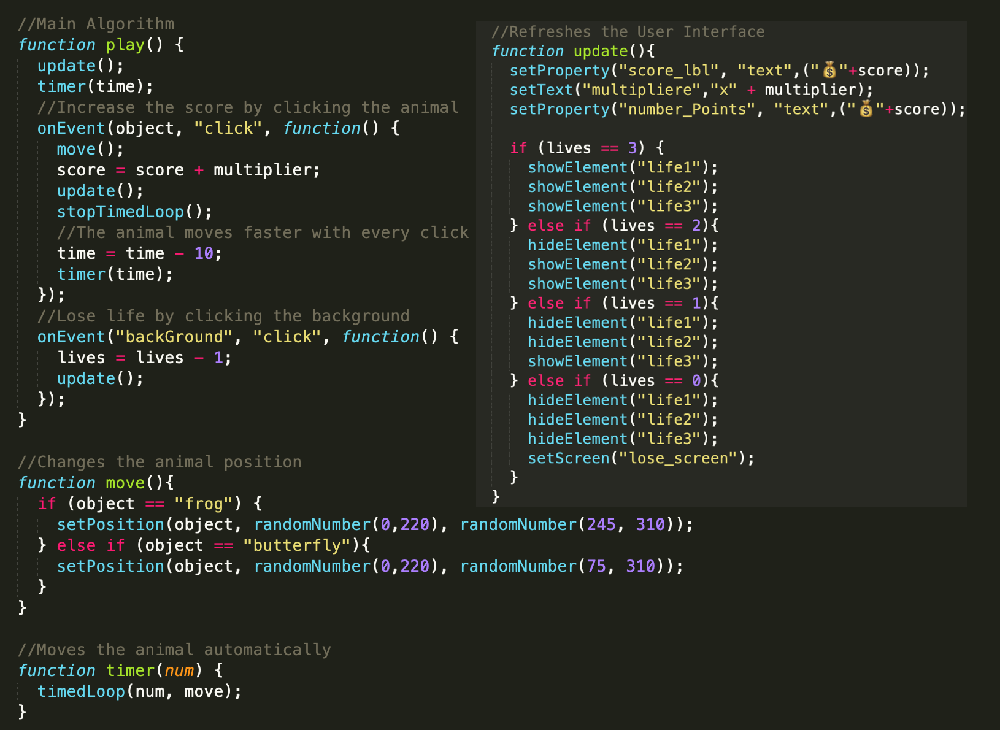 //Main Algorithm
function play() {
  update();
  timer(time);
  //Increase the score by clicking the animal
  onEvent(object, "click", function() {
    move();
    score = score + multiplier;
    update();
    stopTimedLoop();
    //The animal moves faster with every click
    time = time - 10;
    timer(time);
  });
  //Lose life by clicking the background
  onEvent("backGround", "click", function() {
    lives = lives - 1;
    update();
  });
}

//Changes the animal position
function move(){
  if (object == "frog") {
    setPosition(object, randomNumber(0,220), randomNumber(245, 310));
  } else if (object == "butterfly"){
    setPosition(object, randomNumber(0,220), randomNumber(75, 310));
  }
}

//Moves the animal automatically
function timer(num) {
  timedLoop(num, move);
}

//Refreshes the User Interface
function update(){
  setProperty("score_lbl", "text",("💰"+score));
  setText("multipliere","x" + multiplier);
  setProperty("number_Points", "text",("💰"+score));

  if (lives == 3) {
    showElement("life1");
    showElement("life2");
    showElement("life3");
  } else if (lives == 2){
    hideElement("life1");
    showElement("life2");
    showElement("life3");
  } else if (lives == 1){
    hideElement("life1");
    hideElement("life2");
    showElement("life3");
  } else if (lives == 0){
    hideElement("life1");
    hideElement("life2");
    hideElement("life3");
    setScreen("lose_screen");
  }
}